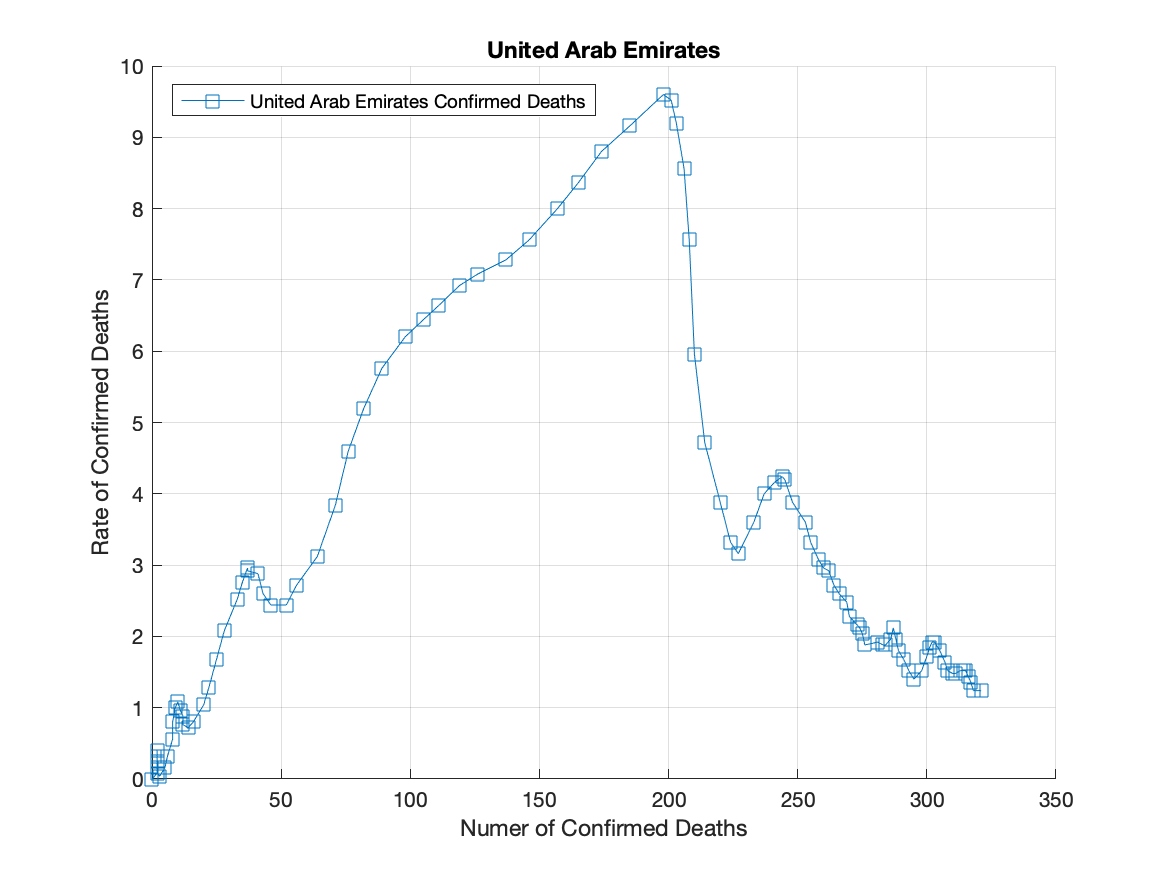 United Arab Emirates
United Arab Emirates Confirmed Deaths
Rate of Confirmed Deaths
10
9
8
7
6
5
4
3
2
1
0
0 50 100 150 200 250 300 350
Numer of Confirmed Deaths